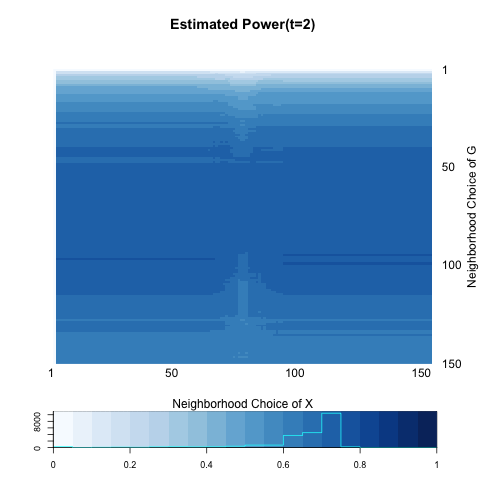 Estimated Power(t=2)
1
50
100
150
Neighborhood Choice of G
1 50 100 150
Neighborhood Choice of X
0 8000
0 0.2 0.4 0.6 0.8 1